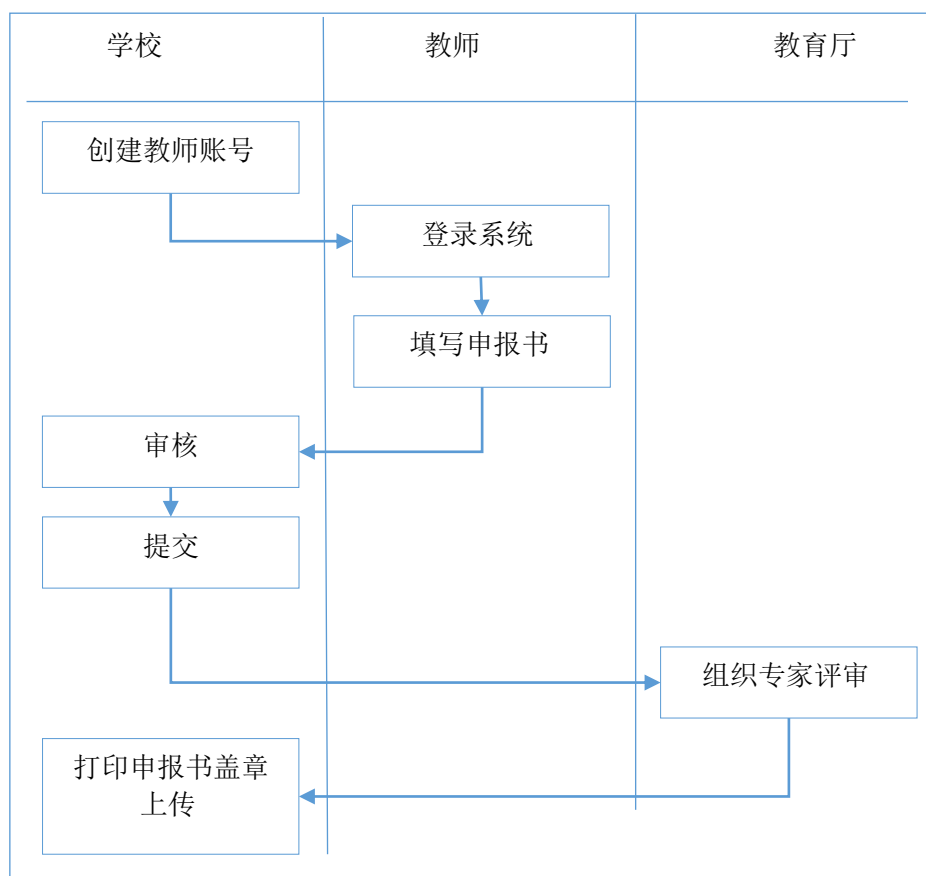 学校
教师
教育厅
创建教师账号
登录系统
填写申报书
审核
提交
组织专家评审
打印申报书盖章
上传